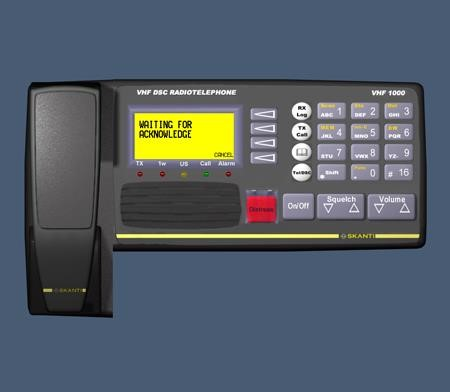 VHF DSC RADIOTELEPHONE
VHF 1000
WAITING FOR
ACKNOWLEDGE
CANCEL
TX 1w US Call Alarm
RX
Log
TX
Call
Tel/DSC
ABC 1
DEF 2
GHI 3
JKL 4
MNO 5
PQR 6
STU 7
VWX 8
YZ- 9
Shift
0
# 16
Distress
On/Off
Squelch
Volume
SKANTI
SKANTI